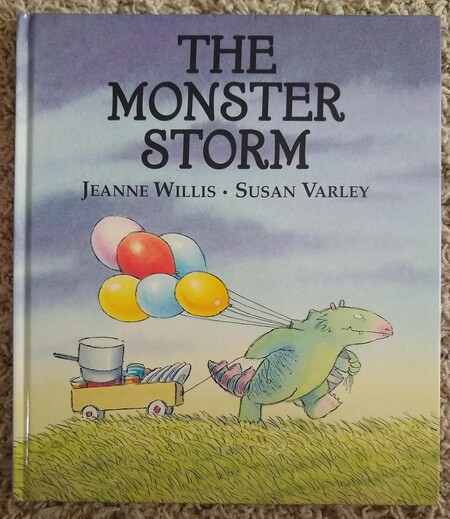 THE
MONSTER
STORM
JEANNE WILLIS • SUSAN VARLEY